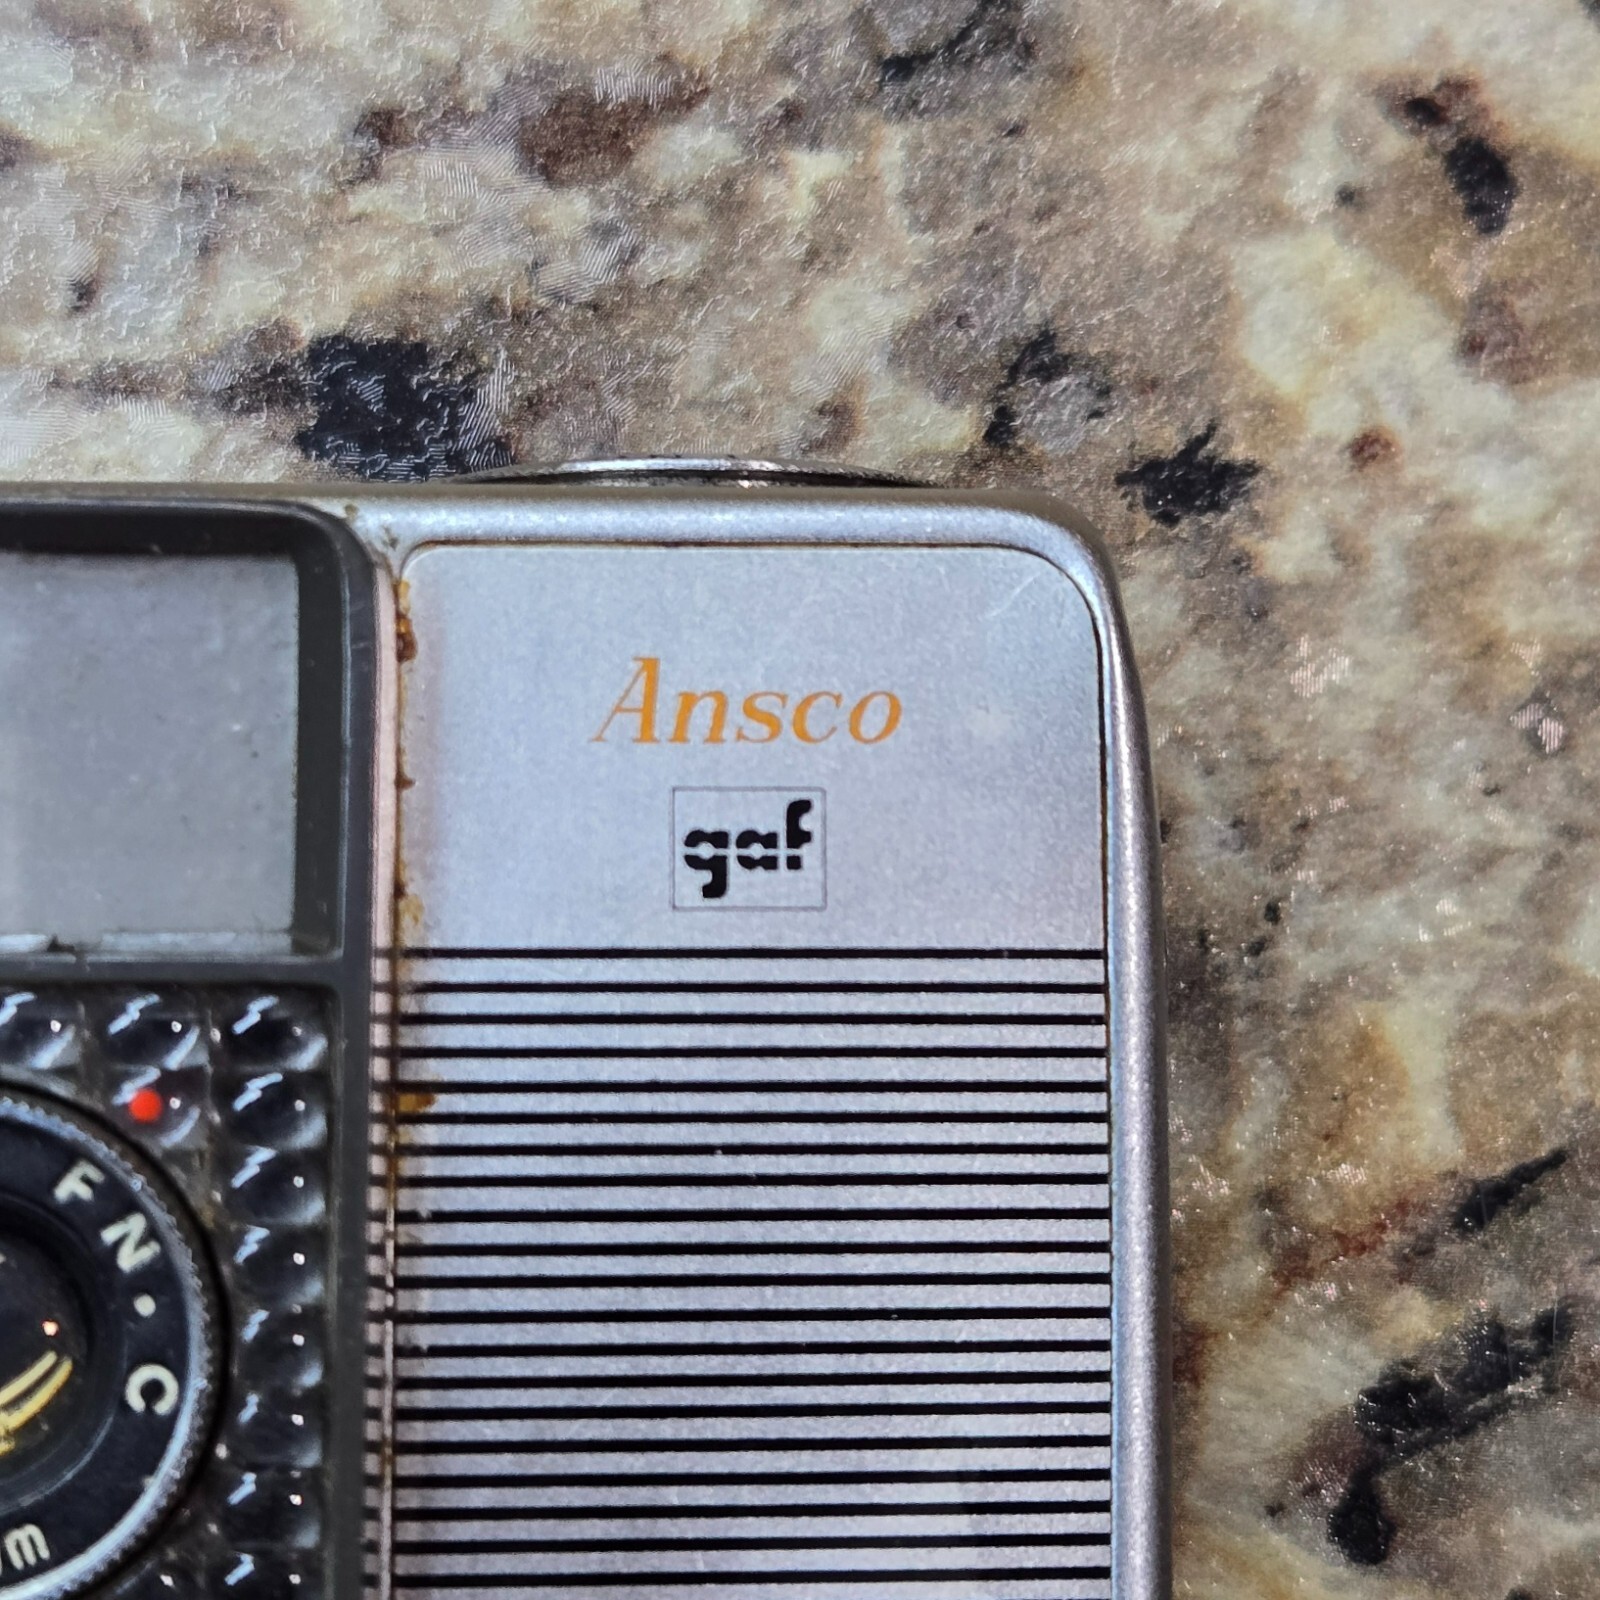 Ansco
gaf
F N. C
m